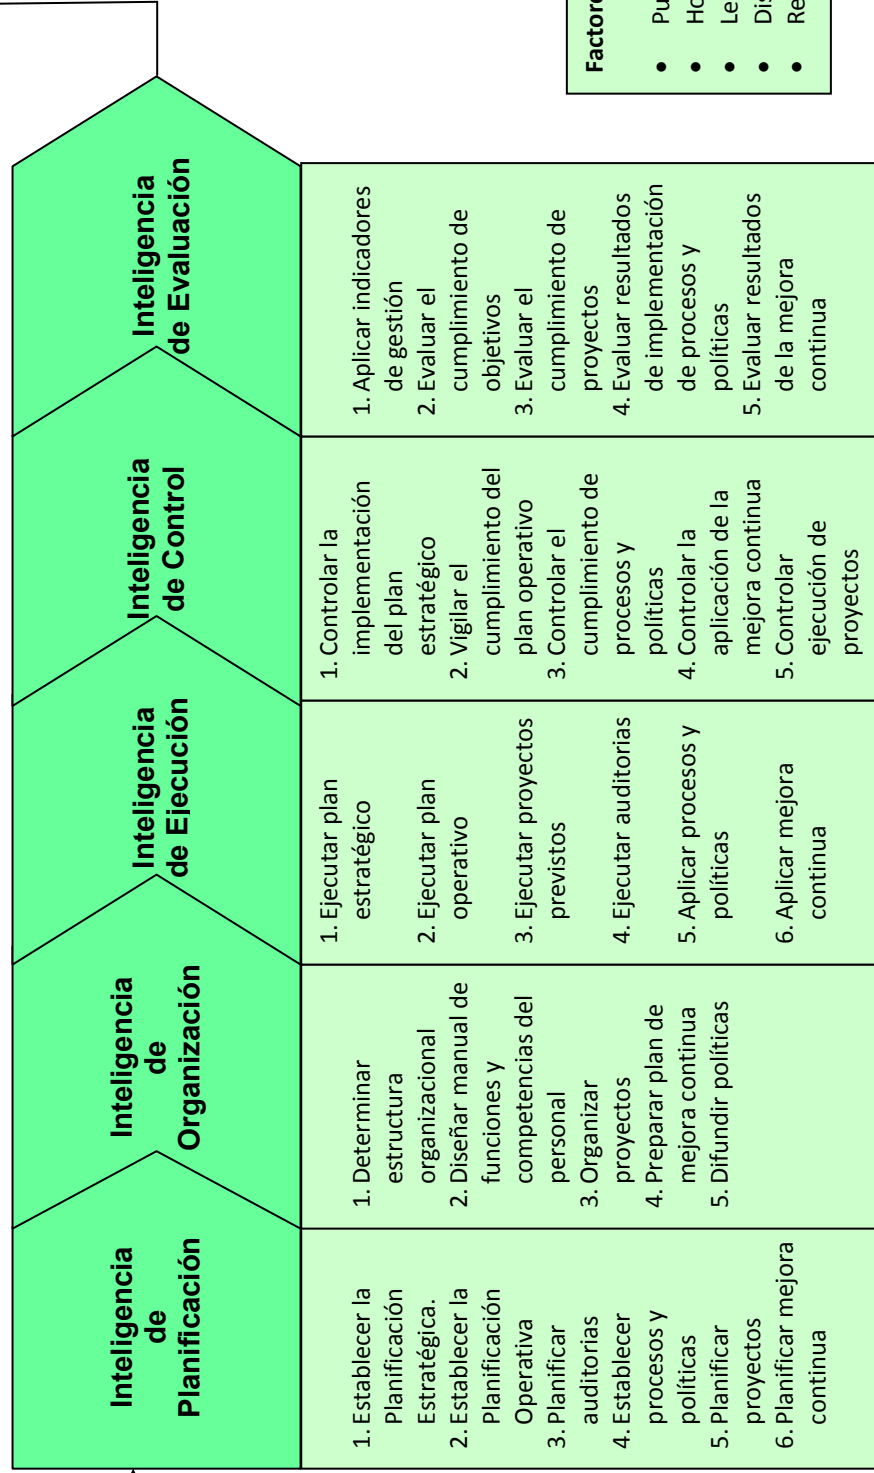 Inteligencia
de
Planificación
1. Establecer la
Planificación
Estratégica.
2. Establecer la
Planificación
Operativa
3. Planificar
auditorias
4. Establecer
procesos y
políticas
5. Planificar
proyectos
6. Planificar mejora
continua
Inteligencia
de
Organización
1. Determinar
estructura
organizacional
2. Diseñar manual de
funciones y
competencias del
personal
3. Organizar
proyectos
4. Preparar plan de
mejora continua
5. Difundir políticas
Inteligencia
de Ejecución
1. Ejecutar plan
estratégico
2. Ejecutar plan
operativo
3. Ejecutar proyectos
previstos
4. Ejecutar auditorias
5. Aplicar procesos y
políticas
6. Aplicar mejora
continua
Inteligencia
de Control
1. Controlar la
implementación
del plan
estratégico
2. Vigilar el
cumplimiento del
plan operativo
3. Controlar el
cumplimiento de
procesos y
políticas
4. Controlar la
aplicación de la
mejora continua
5. Controlar
ejecución de
proyectos
Inteligencia
de Evaluación
1. Aplicar indicadores
de gestión
2. Evaluar el
cumplimiento de
objetivos
3. Evaluar el
cumplimiento de
proyectos
4. Evaluar resultados
de implementación
de procesos y
políticas
5. Evaluar resultados
de la mejora
continua